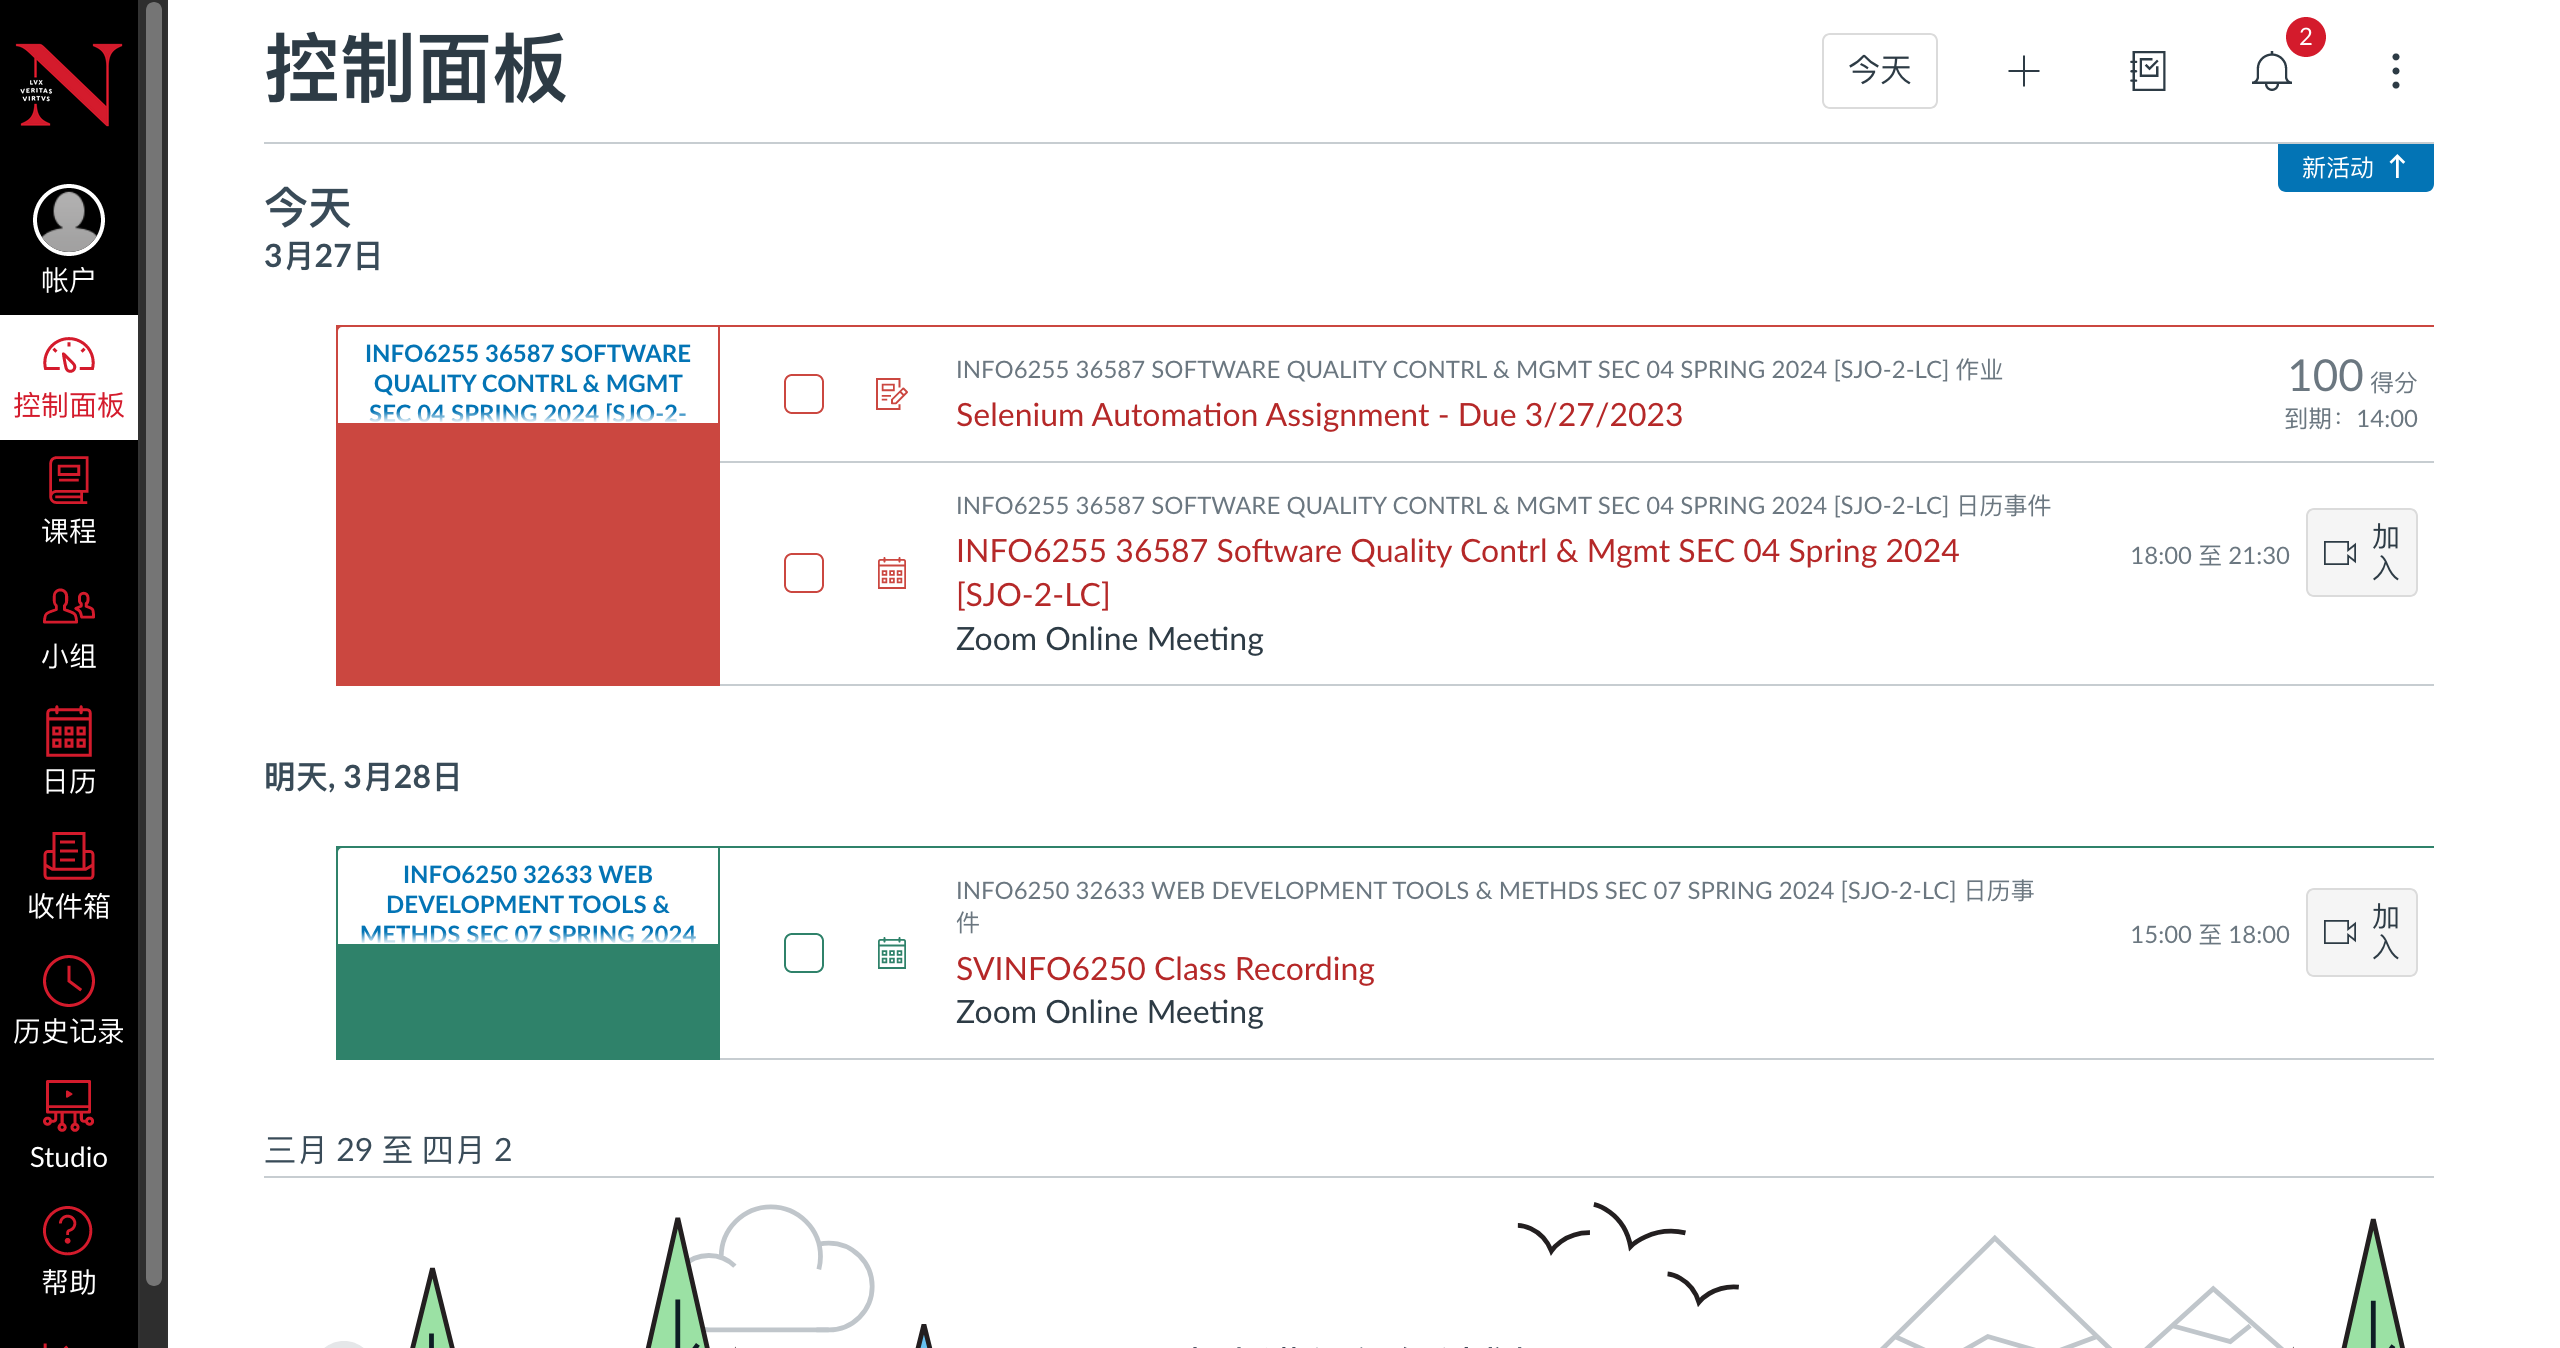 LVX
VERITAS
VIRTVS
帐户
控制面板
课程
小组
日历
收件箱
历史记录
Studio
帮助
控制面板
今天
2
新活动
今天
3月27日
INFO6255 36587 SOFTWARE
QUALITY CONTRL & MGMT
SEC 04 SPRING 2024 [SJO-2-
INFO6255 36587 SOFTWARE QUALITY CONTRL & MGMT SEC 04 SPRING 2024 [SJO-2-LC] 作业
Selenium Automation Assignment - Due 3/27/2023
100 得分
到期：14:00
INFO6255 36587 SOFTWARE QUALITY CONTRL & MGMT SEC 04 SPRING 2024 [SJO-2-LC] 日历事件
INFO6255 36587 Software Quality Contrl & Mgmt SEC 04 Spring 2024
[SJO-2-LC]
Zoom Online Meeting
18:00 至 21:30
加
入
明天, 3月28日
INFO6250 32633 WEB
DEVELOPMENT TOOLS &
METHDS SEC 07 SPRING 2024
INFO6250 32633 WEB DEVELOPMENT TOOLS & METHDS SEC 07 SPRING 2024 [SJO-2-LC] 日历事
件
SVINFO6250 Class Recording
Zoom Online Meeting
15:00 至 18:00
加
入
三月 29 至 四月 2